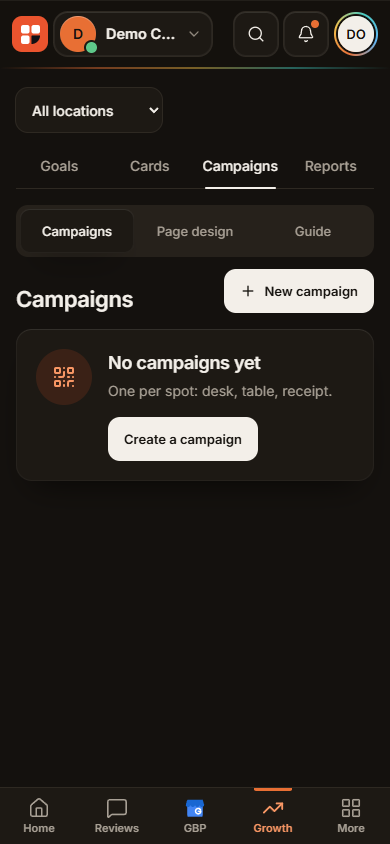 D
Demo C...
DO
All locations
Goals
Cards
Campaigns
Reports
Campaigns
Page design
Guide
Campaigns
New campaign
No campaigns yet
One per spot: desk, table, receipt.
Create a campaign
G
Home
Reviews
GBP
Growth
More